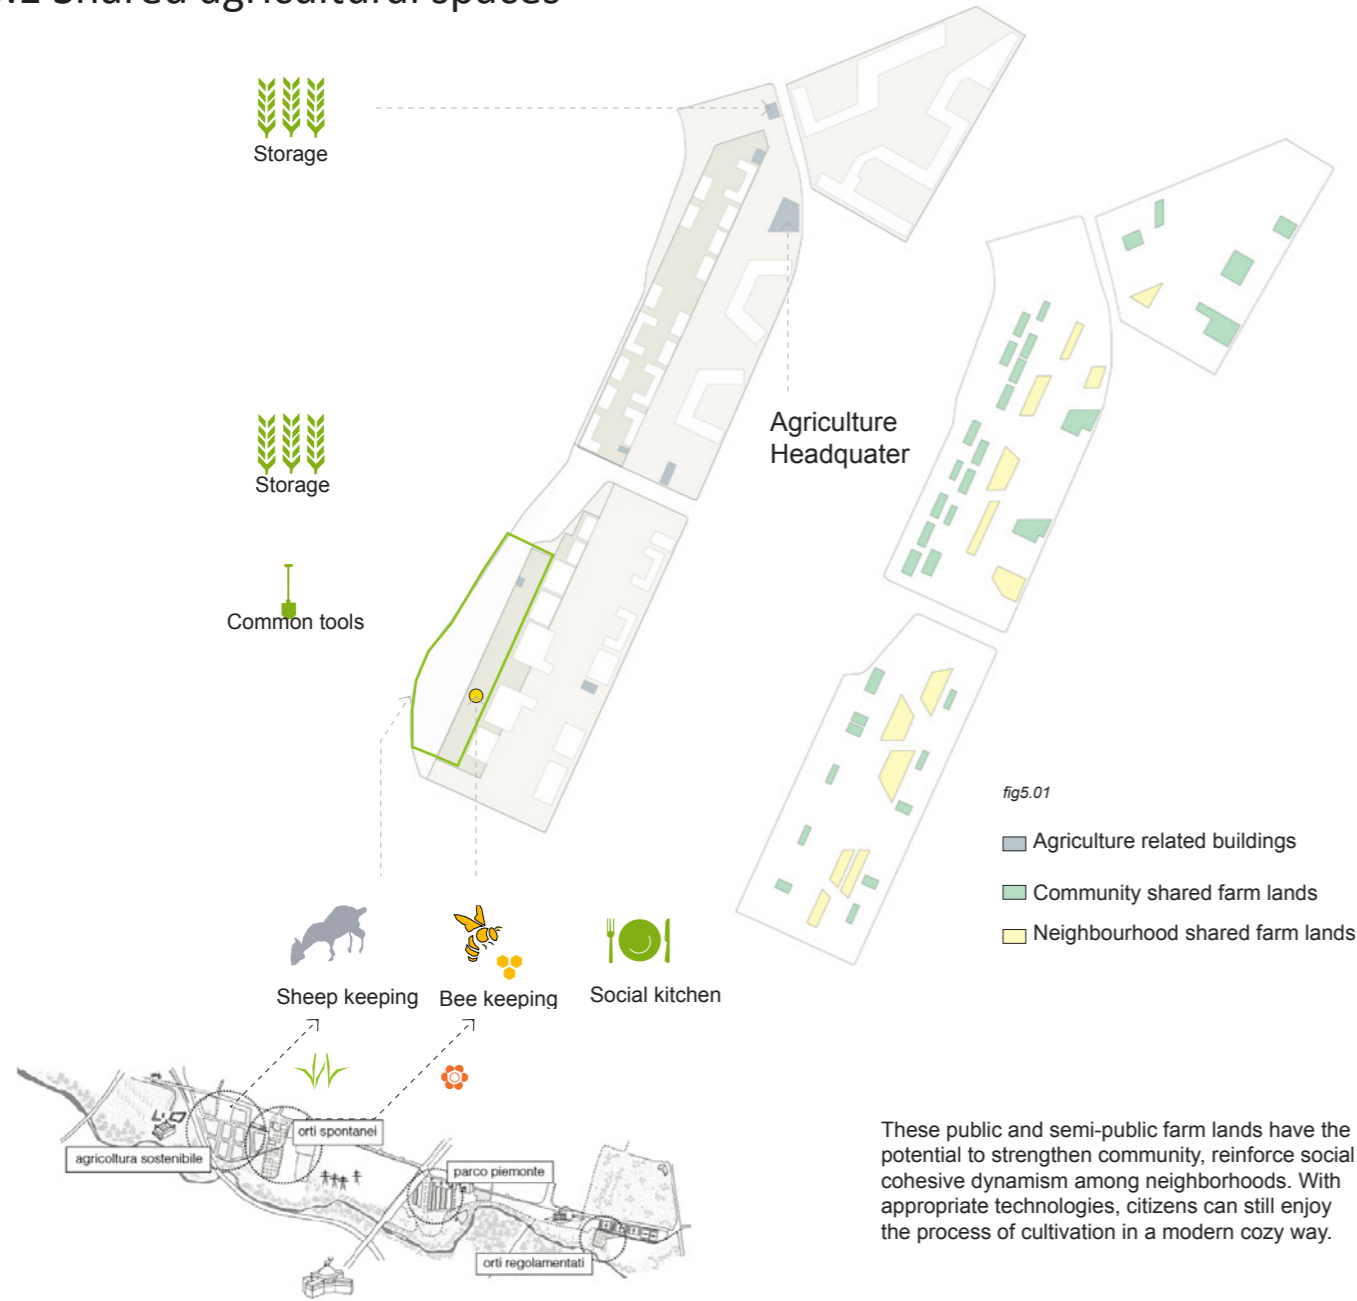 Shared agricultural spaces
Storage
Storage
Common tools
Agriculture
Headquater
fig5.01
Agriculture related buildings
Community shared farm lands
Neighbourhood shared farm lands
Sheep keeping
Bee keeping
Social kitchen
orti spontanei
agricoltura sostenibile
parco piemonte
orti regolamentati
These public and semi-public farm lands have the
potential to strengthen community, reinforce social
cohesive dynamism among neighborhoods. With
appropriate technologies, citizens can still enjoy
the process of cultivation in a modern cozy way.